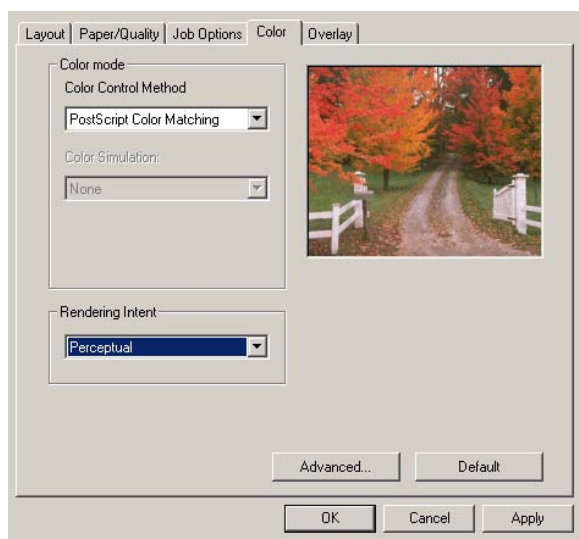 Layout Paper/Quality Job Options Color Overlay
Color mode
Color Control Method
PostScript Color Matching
Color Simulation:
None
Rendering Intent
Perceptual
Advanced... Default
OK Cancel Apply